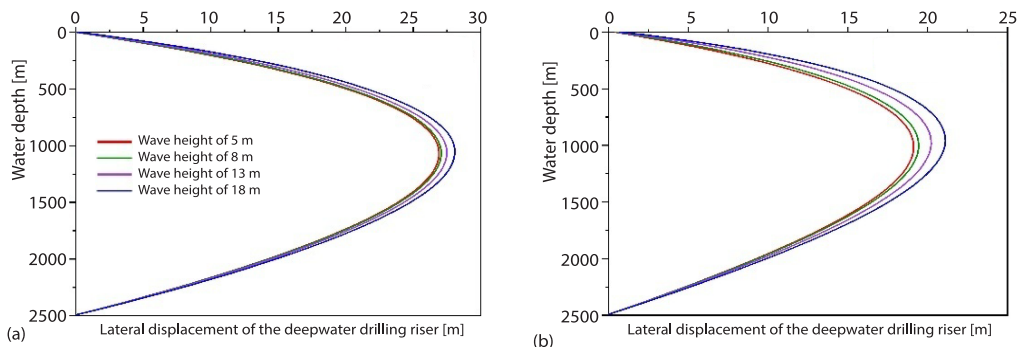 0 5 10 15 20 25 30
0
500
1000
1500
2000
2500
Water depth [m]
Wave height of 5 m
Wave height of 8 m
Wave height of 13 m
Wave height of 18 m
(a) Lateral displacement of the deepwater drilling riser [m]
0 5 10 15 20 25
0
500
1000
1500
2000
2500
Water depth [m]
(b) Lateral displacement of the deepwater drilling riser [m]